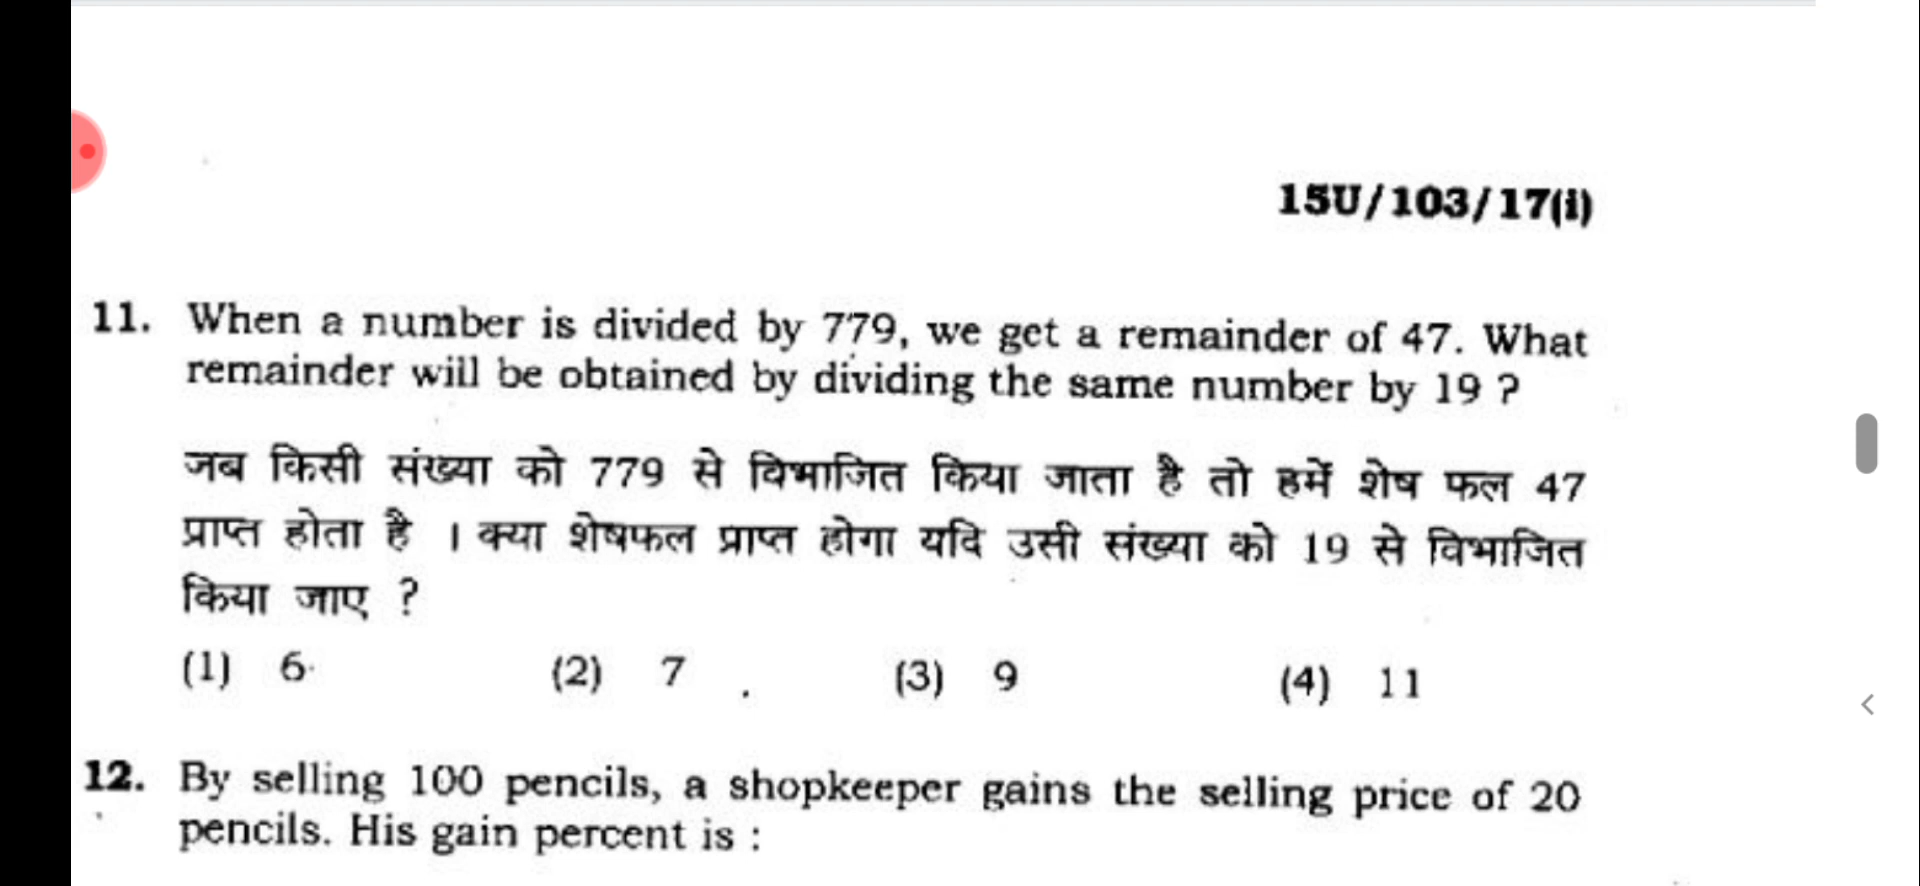 15U/103/17(i)
11. When a number is divided by 779, we get a remainder of 47. What
remainder will be obtained by dividing the same number by 19 ?
जब किसी संख्या को 779 से विभाजित किया जाता है तो हमें शेष फल 47
प्राप्त होता है । क्या शेषफल प्राप्त होगा यदि उसी संख्या को 19 से विभाजित
किया जाए ?
(1) 6 (2) 7 (3) 9 (4) 11
12. By selling 100 pencils, a shopkeeper gains the selling price of 20
pencils. His gain percent is :